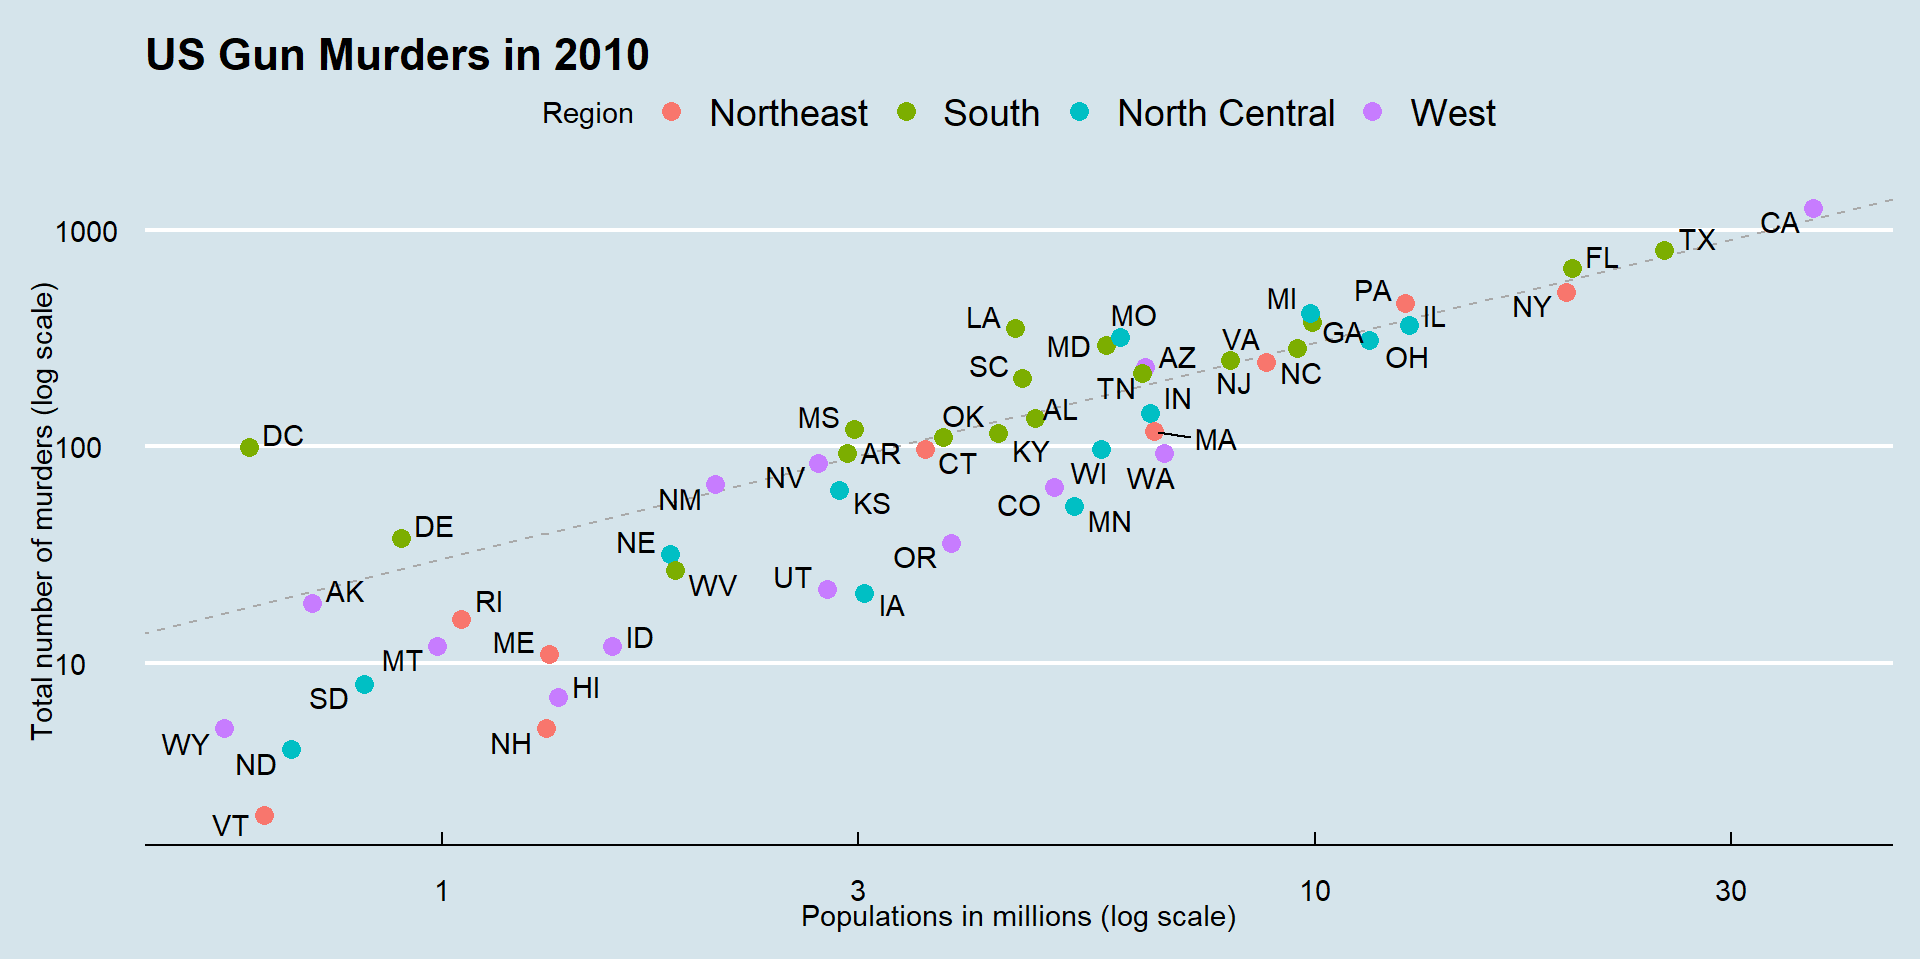 US Gun Murders in 2010
Region Northeast South North Central West
Total number of murders (log scale)
1000
100
10
CA
TX
FL
NY
PA
IL
MI
GA
OH
LA
MO
MD
VA
SC
AZ
TN
NJ
NC
IN
MS
OK
AL
DC
MA
AR
CT
KY
NV
WI
WA
NM
KS
CO
MN
DE
NE
OR
WV
UT
AK
RI
IA
ME
ID
MT
HI
SD
WY
NH
ND
VT
1 3 10 30
Populations in millions (log scale)